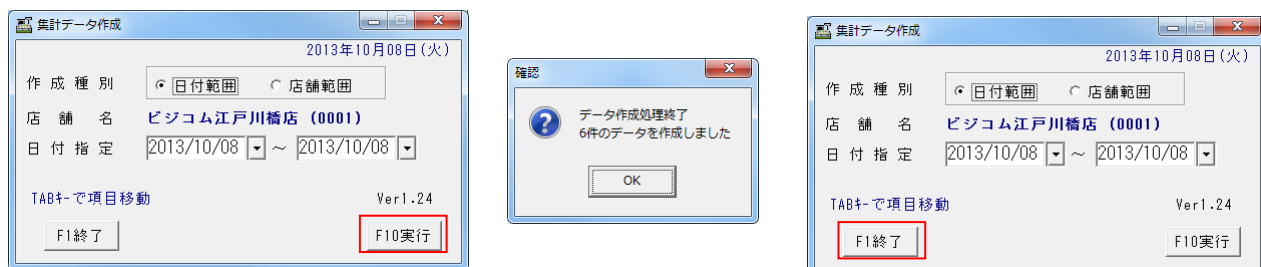 集計データ作成
2013年10月08日(火)
作成種別 日付範囲 店舗範囲
店舗名 ビジコム江戸川橋店 (0001)
日付指定 2013/10/08 ～ 2013/10/08
TABｷｰで項目移動 Ver1.24
F1終了 F10実行
確認
データ作成処理終了
6件のデータを作成しました
OK
集計データ作成
2013年10月08日(火)
作成種別 日付範囲 店舗範囲
店舗名 ビジコム江戸川橋店 (0001)
日付指定 2013/10/08 ～ 2013/10/08
TABｷｰで項目移動 Ver1.24
F1終了 F10実行